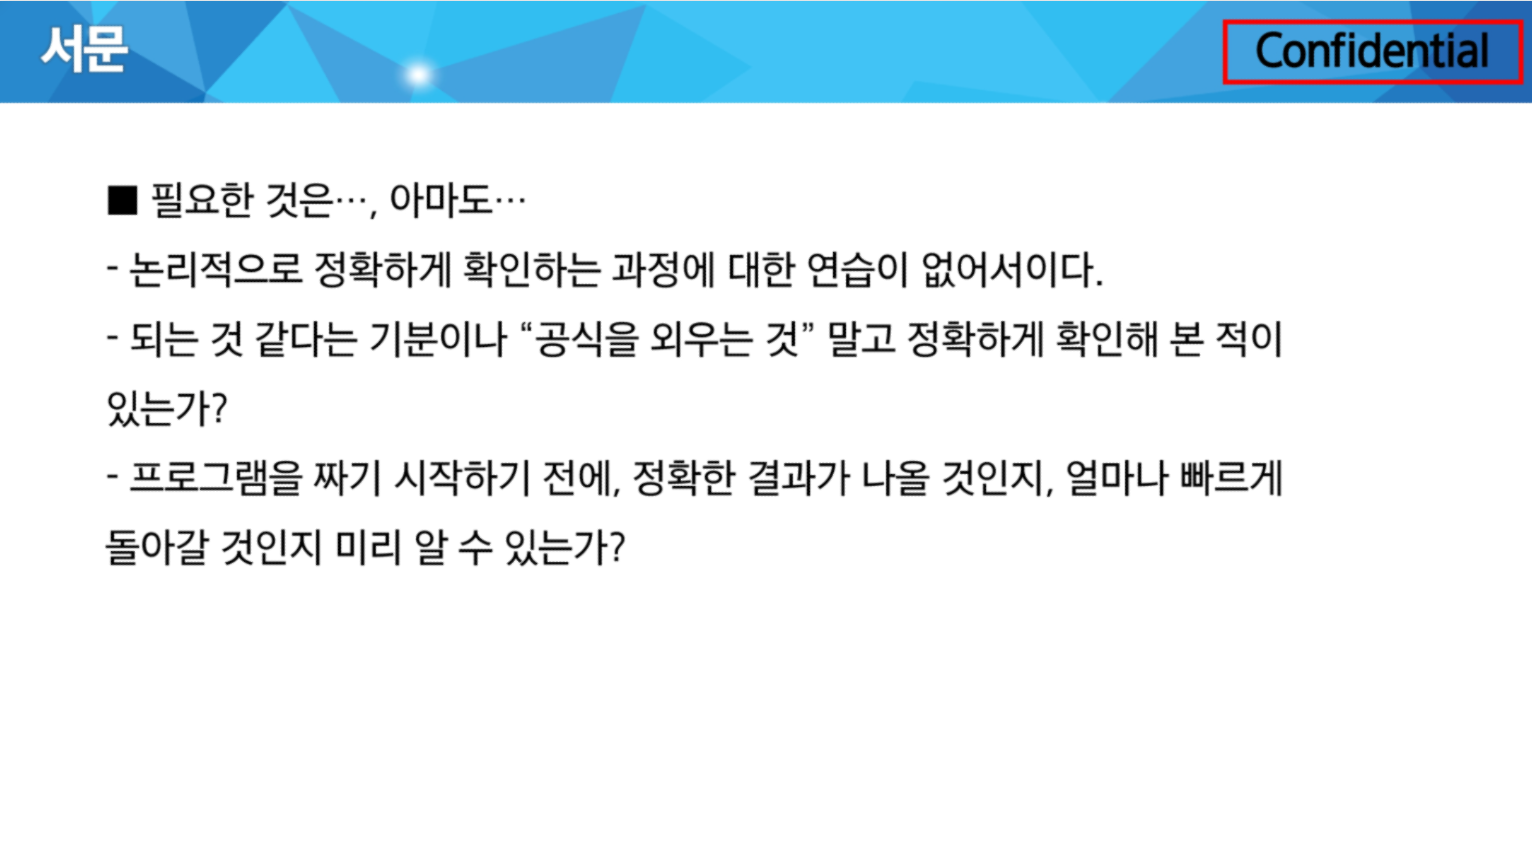 서문
Confidential
■ 필요한 것은…, 아마도…
- 논리적으로 정확하게 확인하는 과정에 대한 연습이 없어서이다.
- 되는 것 같다는 기분이나 “공식을 외우는 것” 말고 정확하게 확인해 본 적이
있는가?
- 프로그램을 짜기 시작하기 전에, 정확한 결과가 나올 것인지, 얼마나 빠르게
돌아갈 것인지 미리 알 수 있는가?